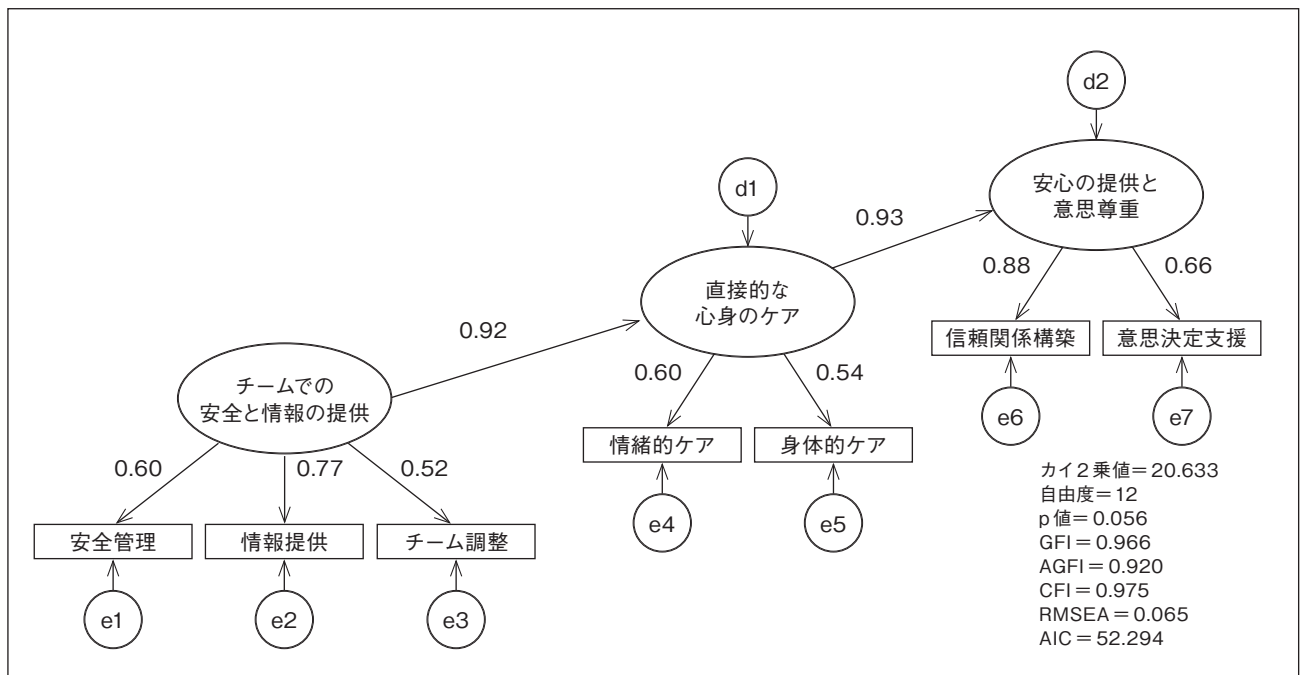 d2
安心の提供と
意思尊重
d1
0.93
0.88
0.66
直接的な
心身のケア
0.92
信頼関係構築
意思決定支援
チームでの
安全と情報の提供
0.60
0.54
e6
e7
情緒的ケア
身体的ケア
0.60
0.77
0.52
カイ2乗値=20.633
自由度=12
p値=0.056
GFI=0.966
AGFI=0.920
CFI=0.975
RMSEA=0.065
AIC=52.294
e4
e5
安全管理
情報提供
チーム調整
e1
e2
e3